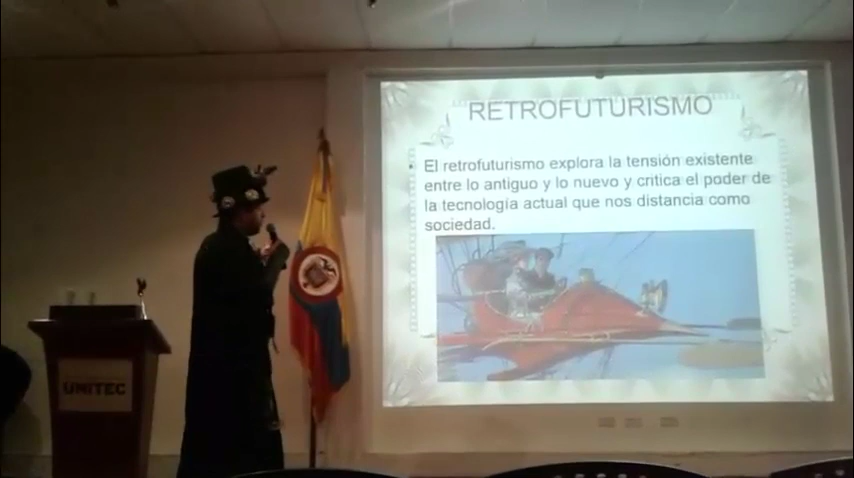 RETROFUTURISMO
• El retrofuturismo explora la tensión existente
entre lo antiguo y lo nuevo y critica el poder de
la tecnología actual que nos distancia como
sociedad.
UNITEC